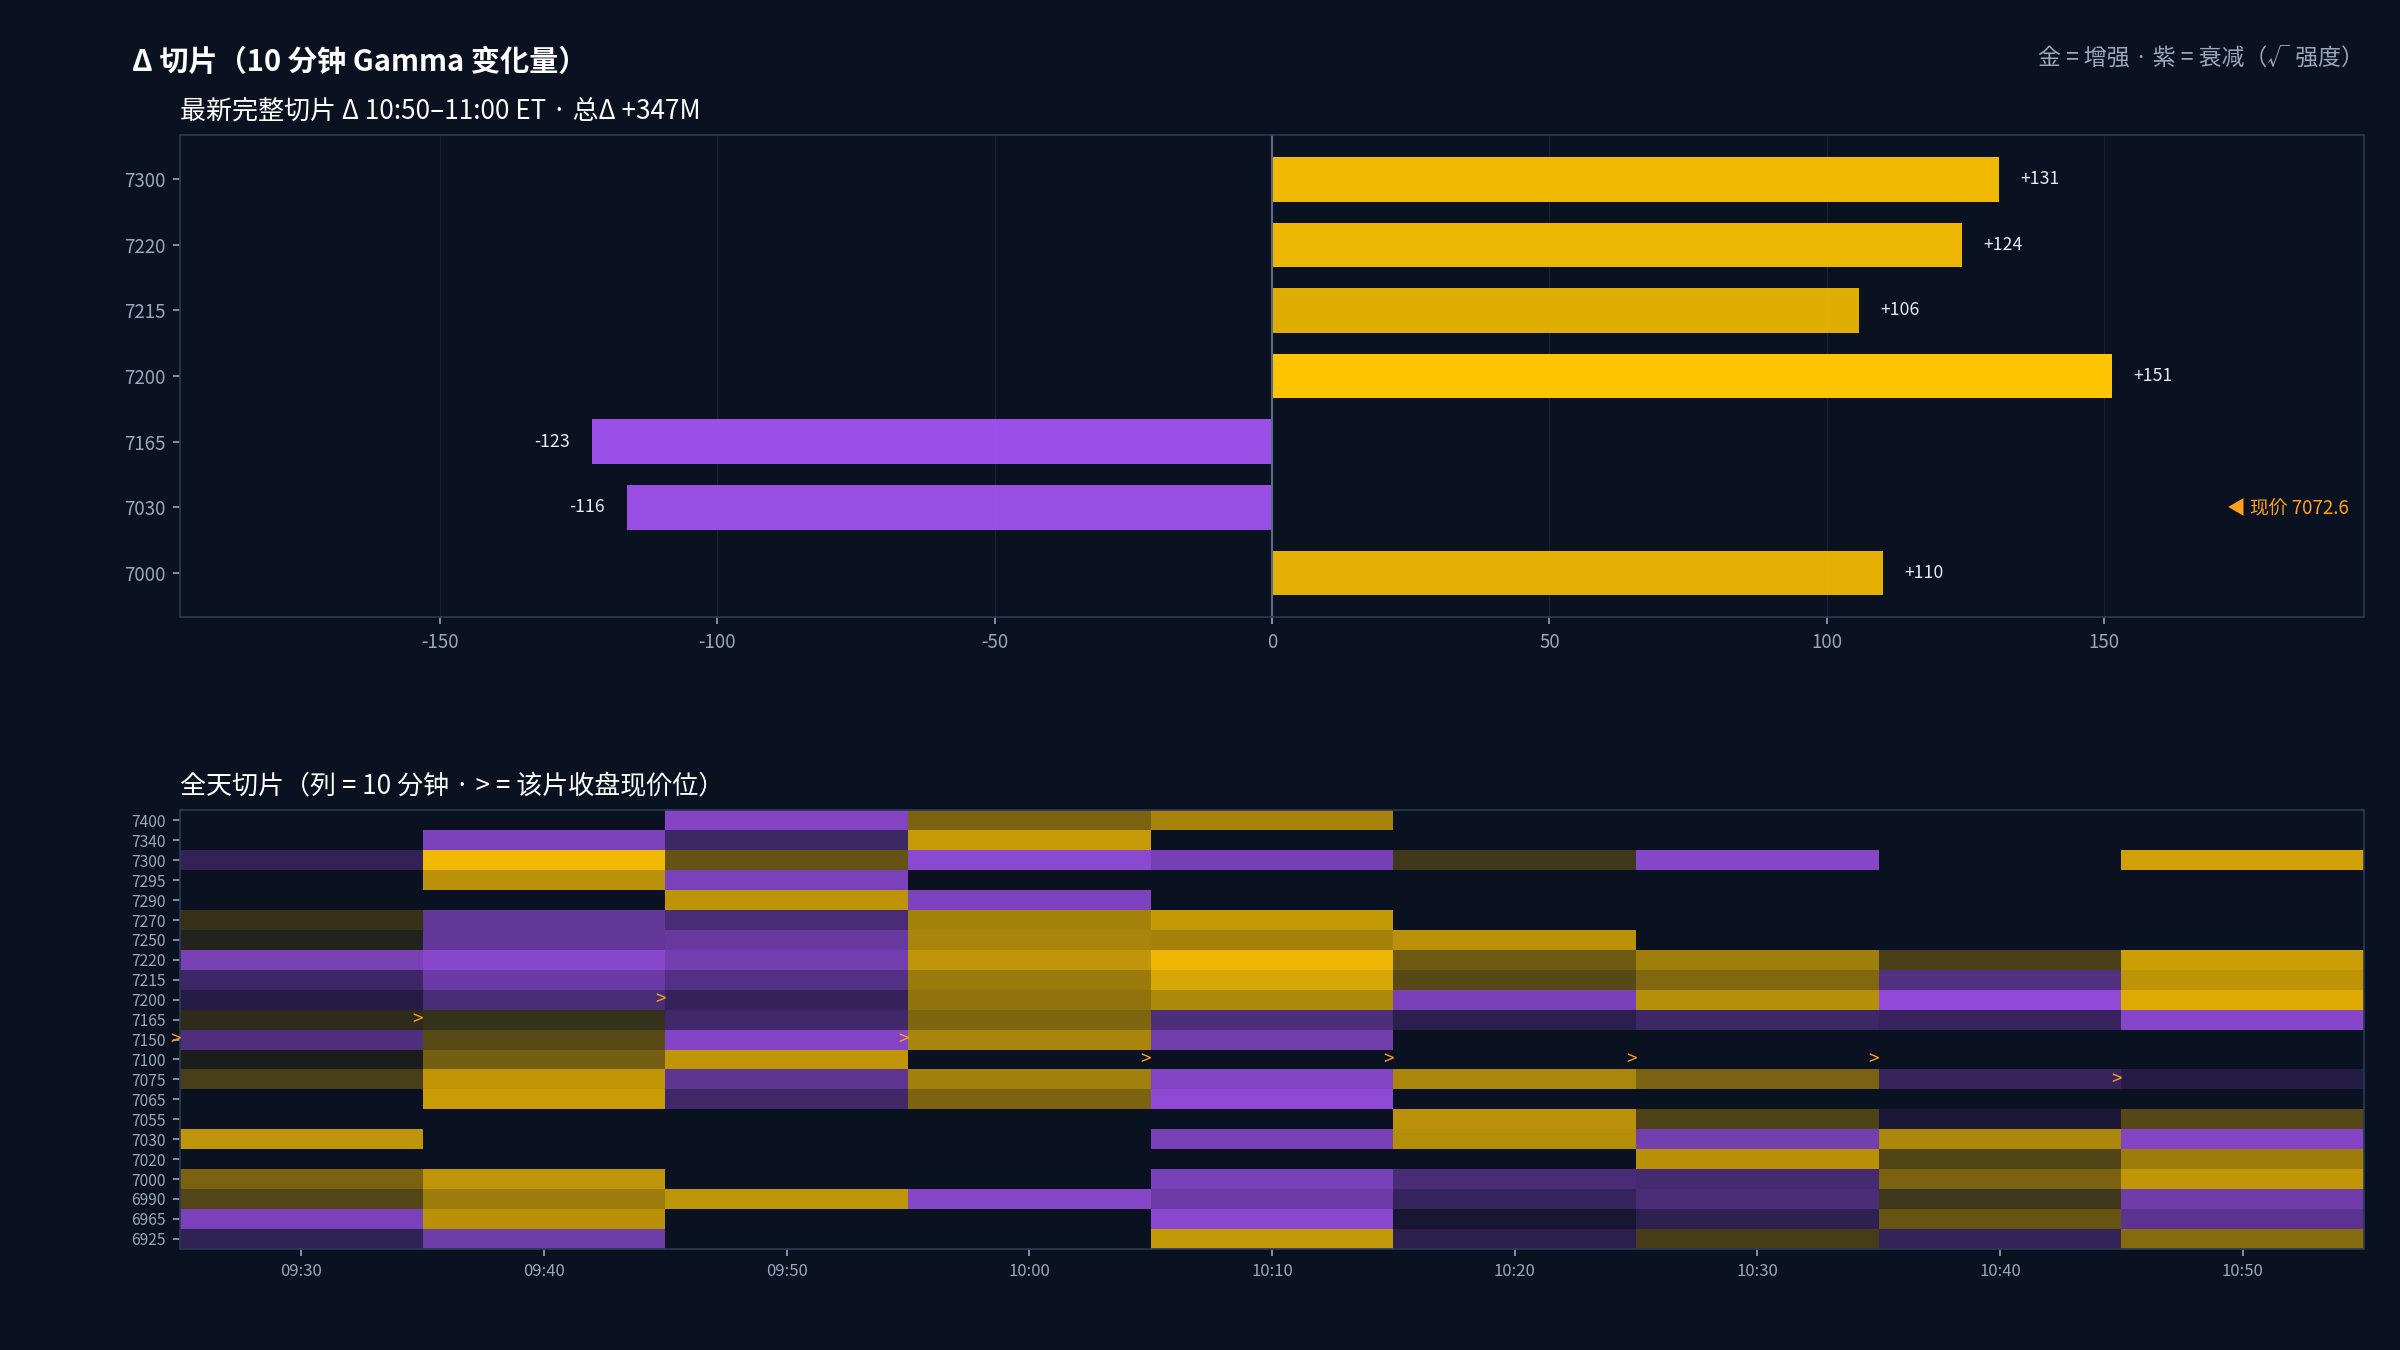 Δ 切片（10 分钟 Gamma 变化量）
金 = 增强 · 紫 = 衰减（√ 强度）
最新完整切片 Δ 10:50–11:00 ET · 总Δ +347M
7300 +131
7220 +124
7215 +106
7200 +151
7165 -123
7030 -116 ◀ 现价 7072.6
7000 +110
-150 -100 -50 0 50 100 150
全天切片（列 = 10 分钟 · > = 该片收盘现价位）
7400
7340
7300
7295
7290
7270
7250
7220
7215
7200 >
7165 >
7150 > >
7100 > > > >
7075 >
7065
7055
7030
7020
7000
6990
6965
6925
09:30 09:40 09:50 10:00 10:10 10:20 10:30 10:40 10:50